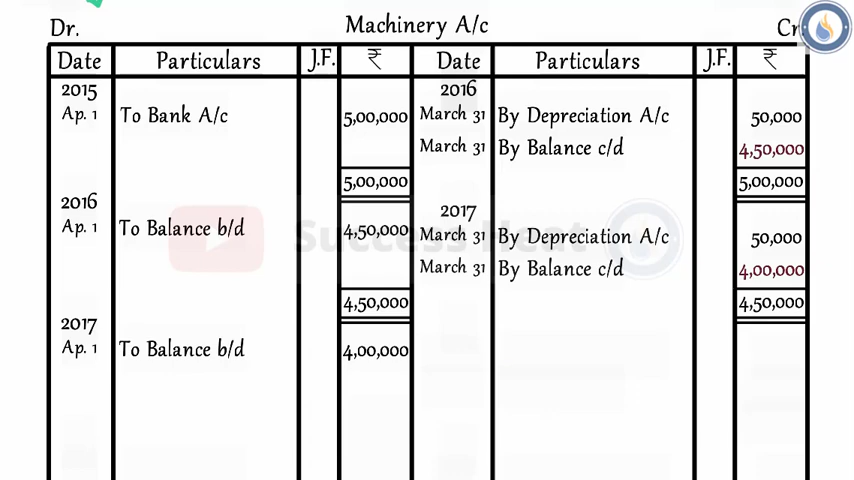 Dr. Machinery A/c Cr.
Date Particulars J.F. ₹ Date Particulars J.F. ₹
2015 2016
Ap. 1 To Bank A/c 5,00,000 March 31 By Depreciation A/c 50,000
March 31 By Balance c/d 4,50,000
5,00,000 5,00,000
2016 2017
Ap. 1 To Balance b/d 4,50,000 March 31 By Depreciation A/c 50,000
March 31 By Balance c/d 4,00,000
4,50,000 4,50,000
2017
Ap. 1 To Balance b/d 4,00,000
Success Heat